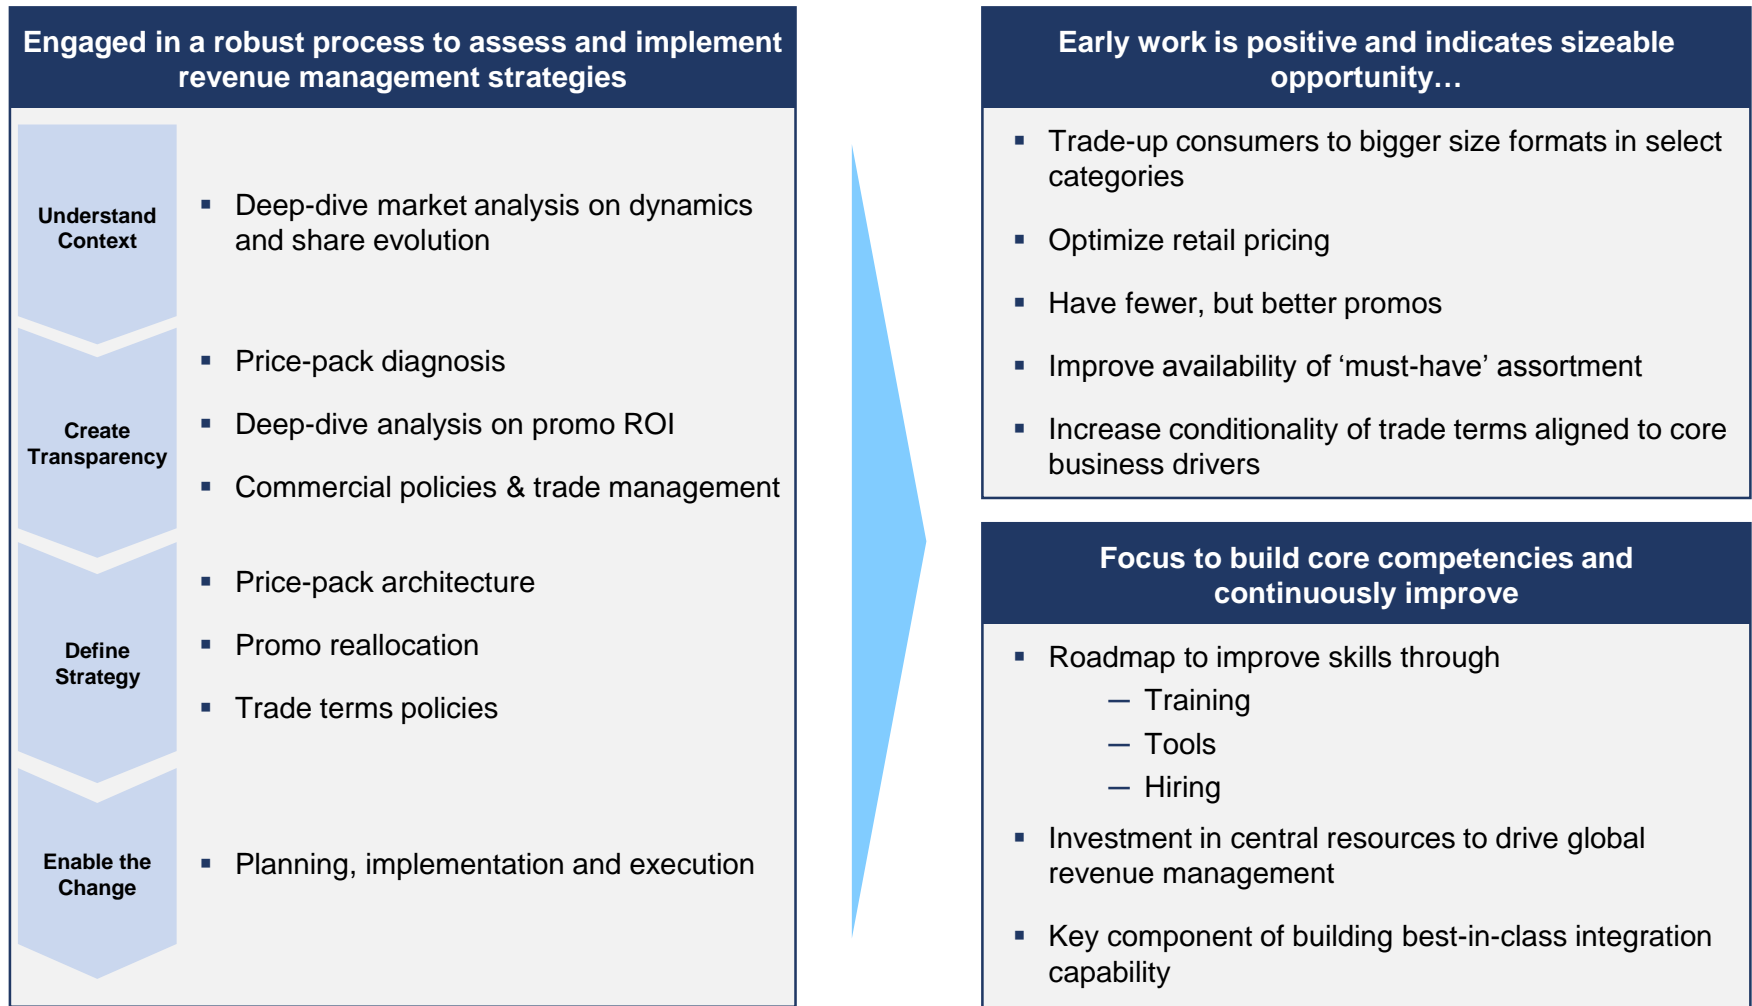 Engaged in a robust process to assess and implement
revenue management strategies
Understand
Context
▪ Deep-dive market analysis on dynamics
and share evolution
Create
Transparency
▪ Price-pack diagnosis
▪ Deep-dive analysis on promo ROI
▪ Commercial policies & trade management
Define
Strategy
▪ Price-pack architecture
▪ Promo reallocation
▪ Trade terms policies
Enable the
Change
▪ Planning, implementation and execution
Early work is positive and indicates sizeable
opportunity…
▪ Trade-up consumers to bigger size formats in select
categories
▪ Optimize retail pricing
▪ Have fewer, but better promos
▪ Improve availability of ‘must-have’ assortment
▪ Increase conditionality of trade terms aligned to core
business drivers
Focus to build core competencies and
continuously improve
▪ Roadmap to improve skills through
― Training
― Tools
― Hiring
▪ Investment in central resources to drive global
revenue management
▪ Key component of building best-in-class integration
capability